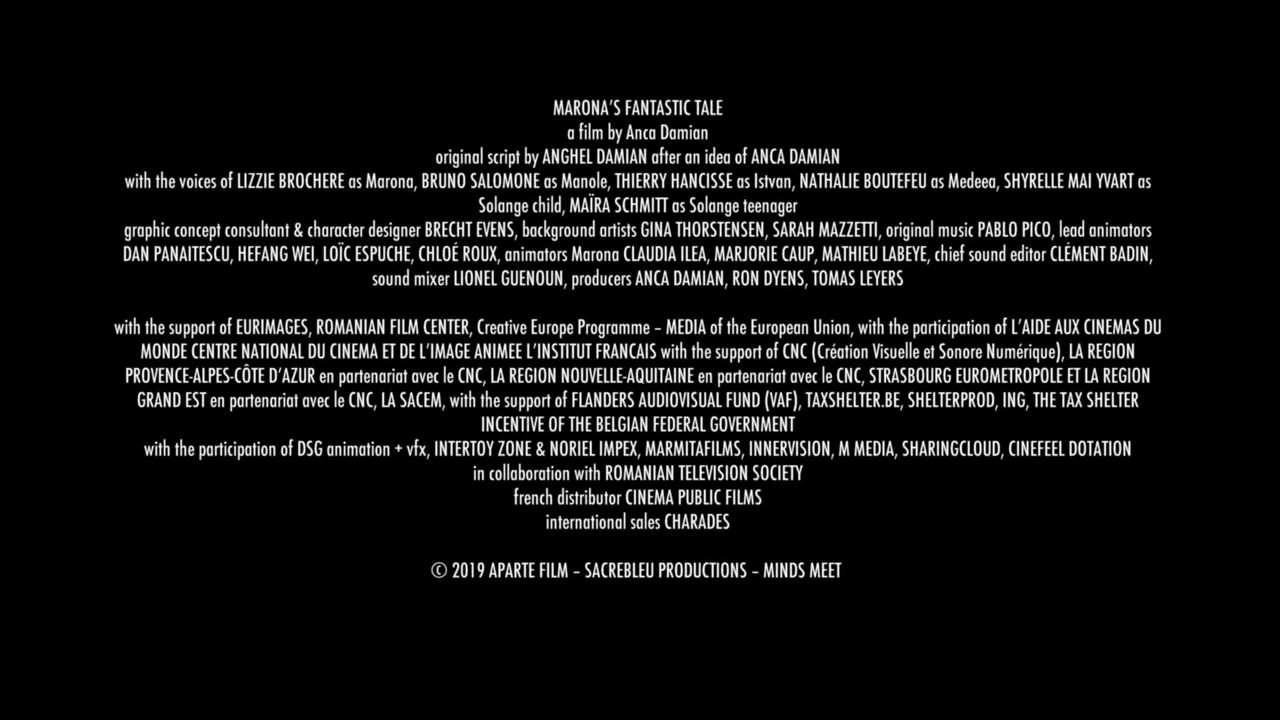 MARONA'S FANTASTIC TALE
a film by Anca Damian
original script by ANGHEL DAMIAN after an idea of ANCA DAMIAN
with the voices of LIZZIE BROCHERE as Marona, BRUNO SALOMONE as Manole, THIERRY HANCISSE as Istvan, NATHALIE BOUTEFEU as Medeea, SHYRELLE MAI YVART as
Solange child, MAÏRA SCHMITT as Solange teenager
graphic concept consultant & character designer BRECHT EVENS, background artists GINA THORSTENSEN, SARAH MAZZETTI, original music PABLO PICO, lead animators
DAN PANAITESCU, HEFANG WEI, LOÏC ESPUCHE, CHLOÉ ROUX, animators Marona CLAUDIA ILEA, MARJORIE CAUP, MATHIEU LABEYE, chief sound editor CLÉMENT BADIN,
sound mixer LIONEL GUENOUN, producers ANCA DAMIAN, RON DYENS, TOMAS LEYERS
with the support of EURIMAGES, ROMANIAN FILM CENTER, Creative Europe Programme – MEDIA of the European Union, with the participation of L'AIDE AUX CINEMAS DU
MONDE CENTRE NATIONAL DU CINEMA ET DE L'IMAGE ANIMEE L'INSTITUT FRANCAIS with the support of CNC (Création Visuelle et Sonore Numérique), LA REGION
PROVENCE-ALPES-CÔTE D'AZUR en partenariat avec le CNC, LA REGION NOUVELLE-AQUITAINE en partenariat avec le CNC, STRASBOURG EUROMETROPOLE ET LA REGION
GRAND EST en partenariat avec le CNC, LA SACEM, with the support of FLANDERS AUDIOVISUAL FUND (VAF), TAXSHELTER.BE, SHELTERPROD, ING, THE TAX SHELTER
INCENTIVE OF THE BELGIAN FEDERAL GOVERNMENT
with the participation of DSG animation + vfx, INTERTOY ZONE & NORIEL IMPEX, MARMITAFILMS, INNERVISION, M MEDIA, SHARINGCLOUD, CINEFEEL DOTATION
in collaboration with ROMANIAN TELEVISION SOCIETY
french distributor CINEMA PUBLIC FILMS
international sales CHARADES
© 2019 APARTE FILM – SACREBLEU PRODUCTIONS – MINDS MEET